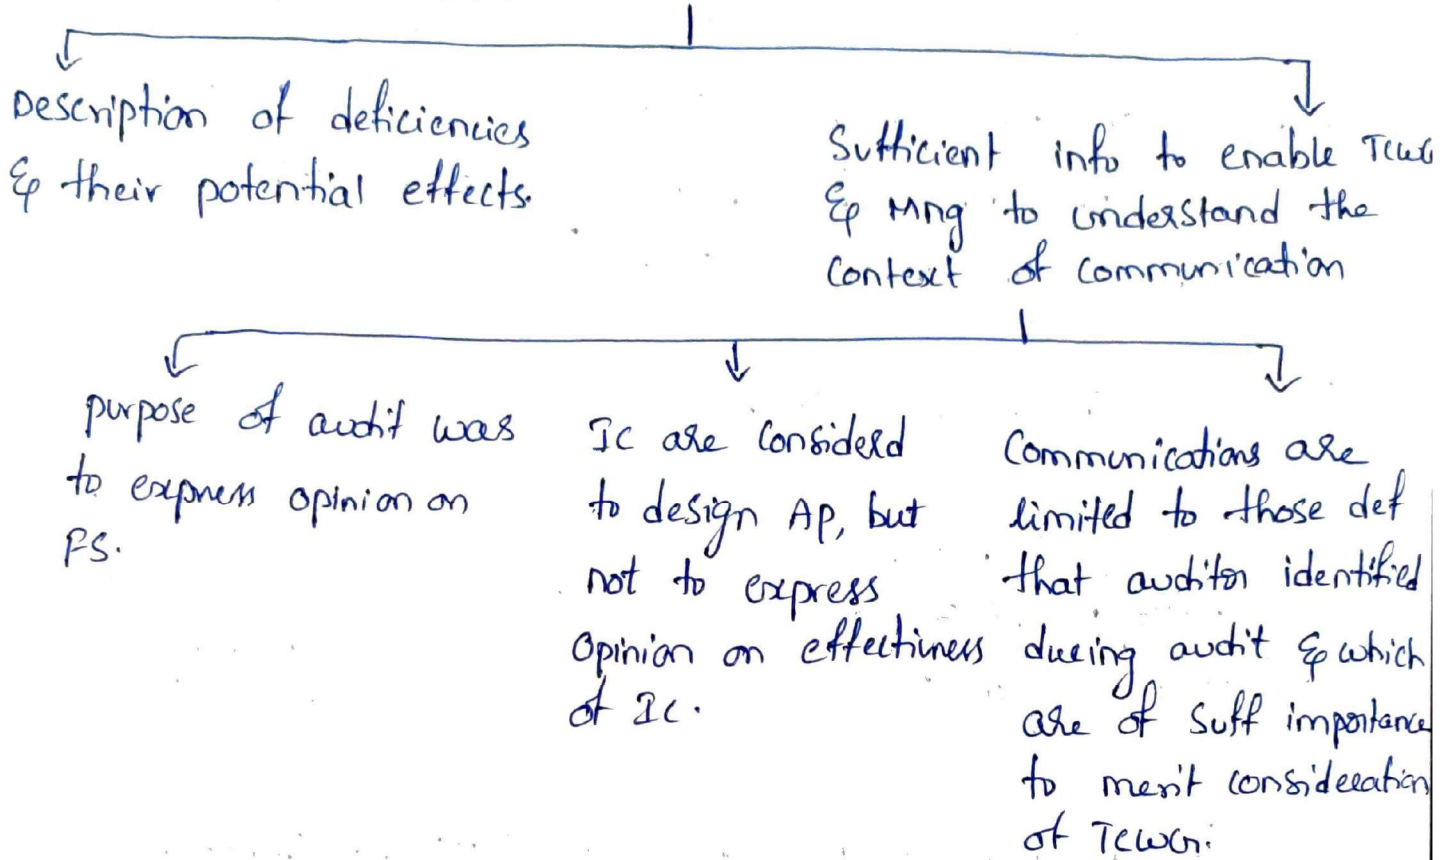 Description of deficiencies
& their potential effects.
Sufficient info to enable TCWG
& Mng to understand the
Context of communication
purpose of audit was
to express opinion on
FS.
IC are Considerd
to design AP, but
not to express
opinion on effectiveness
of IC.
Communications are
limited to those def
that auditor identified
during audit & which
are of Suff importance
to merit consideration
of TCWG.